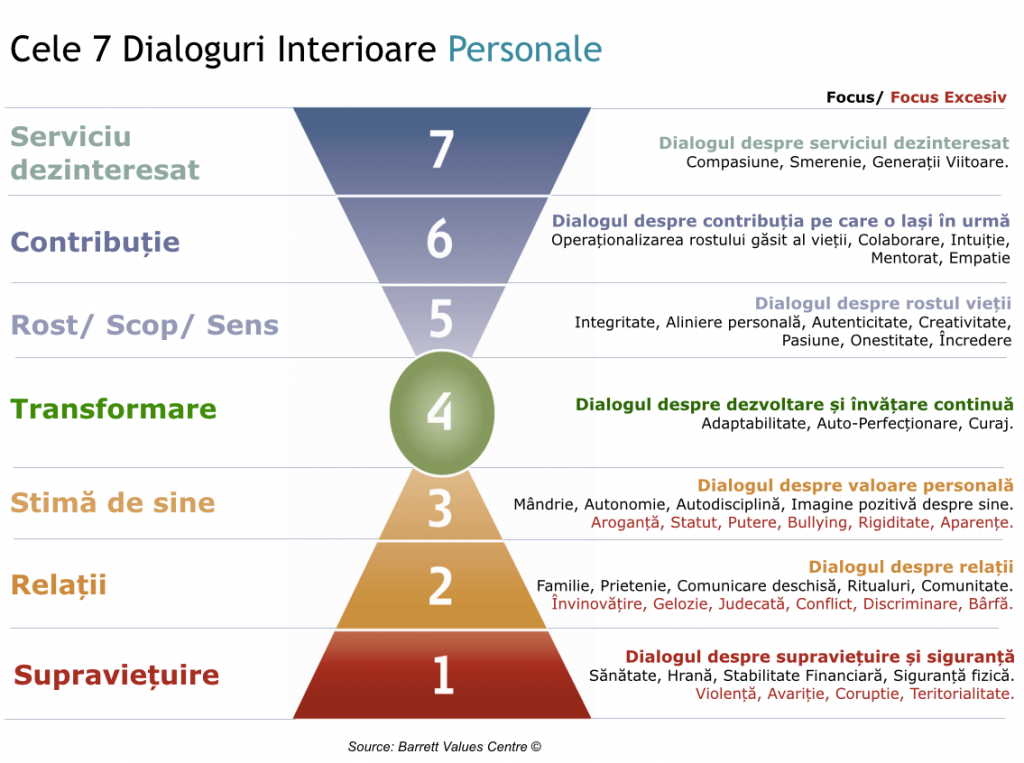 Cele 7 Dialoguri Interioare Personale
Focus/ Focus Excesiv
Serviciu
dezinteresat
7
Dialogul despre serviciul dezinteresat
Compasiune, Smerenie, Generații Viitoare.
Contribuție
6
Dialogul despre contribuția pe care o lași în urmă
Operaționalizarea rostului găsit al vieții, Colaborare, Intuiție,
Mentorat, Empatie
Rost/ Scop/ Sens
5
Dialogul despre rostul vieții
Integritate, Aliniere personală, Autenticitate, Creativitate,
Pasiune, Onestitate, Încredere
Transformare
4
Dialogul despre dezvoltare și învățare continuă
Adaptabilitate, Auto-Perfecționare, Curaj.
Stimă de sine
3
Dialogul despre valoare personală
Mândrie, Autonomie, Autodisciplină, Imagine pozitivă despre sine.
Aroganță, Statut, Putere, Bullying, Rigiditate, Aparențe.
Relații
2
Dialogul despre relații
Familie, Prietenie, Comunicare deschisă, Ritualuri, Comunitate.
Învinovățire, Gelozie, Judecată, Conflict, Discriminare, Bârfă.
Supraviețuire
1
Dialogul despre supraviețuire și siguranță
Sănătate, Hrană, Stabilitate Financiară, Siguranță fizică.
Violență, Avariție, Coruptie, Teritorialitate.
Source: Barrett Values Centre ©